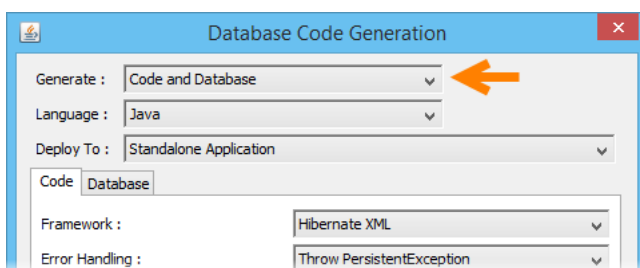 Database Code Generation
Generate : Code and Database
Language : Java
Deploy To : Standalone Application
Code Database
Framework : Hibernate XML
Error Handling : Throw PersistentException